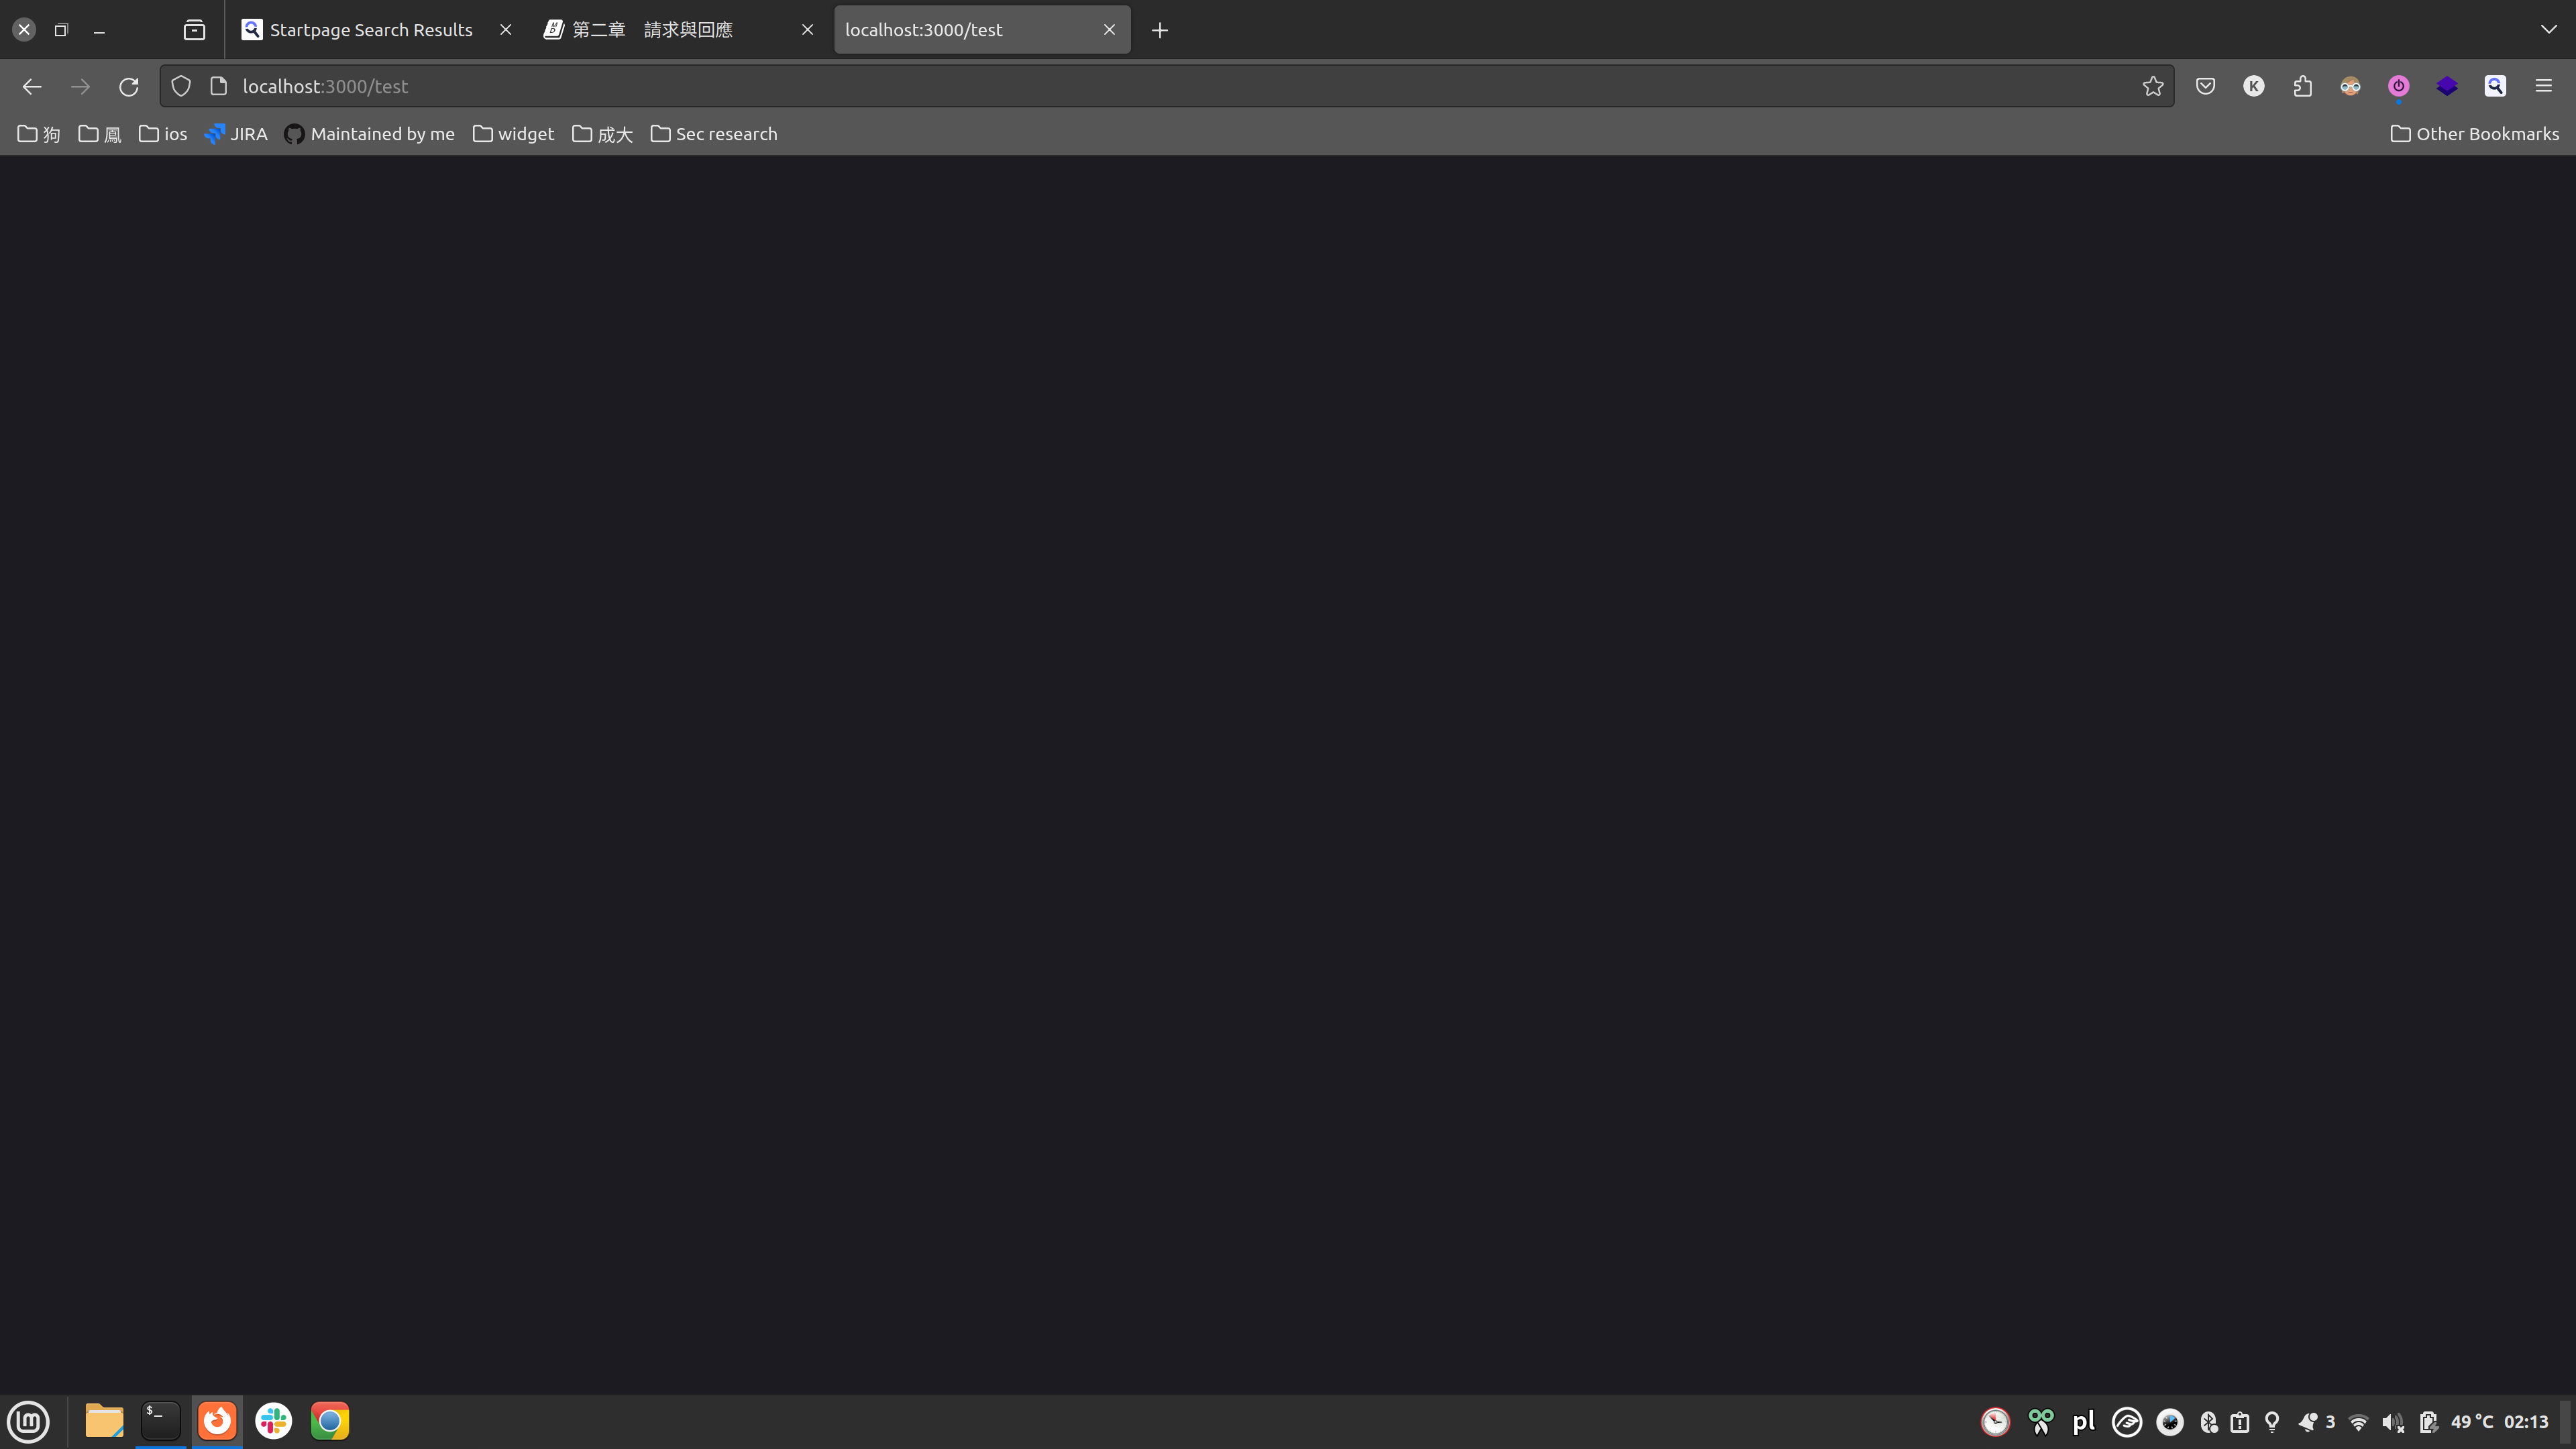 Startpage Search Results
第二章　請求與回應
localhost:3000/test
localhost:3000/test
狗
鳳
ios
JIRA
Maintained by me
widget
成大
Sec research
Other Bookmarks
K
$_
pl
3
49 °C
02:13